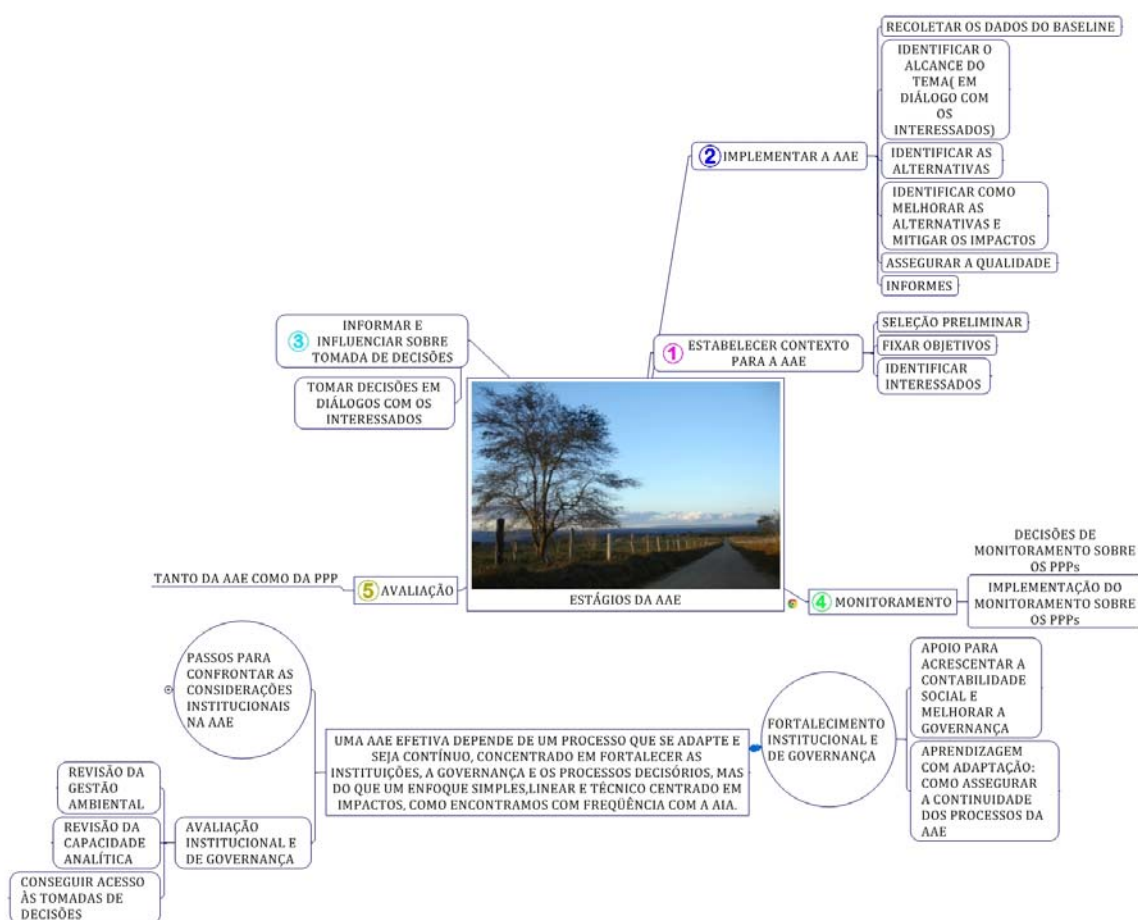 RECOLETAR OS DADOS DO BASELINE
IDENTIFICAR O
ALCANCE DO
TEMA( EM
DIÁLOGO COM
OS
INTERESSADOS)
2 IMPLEMENTAR A AAE
IDENTIFICAR AS
ALTERNATIVAS
IDENTIFICAR COMO
MELHORAR AS
ALTERNATIVAS E
MITIGAR OS IMPACTOS
ASSEGURAR A QUALIDADE
INFORMES
3 INFORMAR E
INFLUENCIAR SOBRE
TOMADA DE DECISÕES
TOMAR DECISÕES EM
DIÁLOGOS COM OS
INTERESSADOS
1 ESTABELECER CONTEXTO
PARA A AAE
SELEÇÃO PRELIMINAR
FIXAR OBJETIVOS
IDENTIFICAR
INTERESSADOS
TANTO DA AAE COMO DA PPP
5 AVALIAÇÃO
ESTÁGIOS DA AAE
4 MONITORAMENTO
DECISÕES DE
MONITORAMENTO SOBRE
OS PPPs
IMPLEMENTAÇÃO DO
MONITORAMENTO SOBRE
OS PPPs
PASSOS PARA
CONFRONTAR AS
CONSIDERAÇÕES
INSTITUCIONAIS
NA AAE
UMA AAE EFETIVA DEPENDE DE UM PROCESSO QUE SE ADAPTE E
SEJA CONTÍNUO, CONCENTRADO EM FORTALECER AS
INSTITUIÇÕES, A GOVERNANÇA E OS PROCESSOS DECISÓRIOS, MAS
DO QUE UM ENFOQUE SIMPLES,LINEAR E TÉCNICO CENTRADO EM
IMPACTOS, COMO ENCONTRAMOS COM FREQÜÊNCIA COM A AIA.
FORTALECIMENTO
INSTITUCIONAL E
DE GOVERNANÇA
APOIO PARA
ACRESCENTAR A
CONTABILIDADE
SOCIAL E
MELHORAR A
GOVERNANÇA
APRENDIZAGEM
COM ADAPTAÇÃO:
COMO ASSEGURAR
A CONTINUIDADE
DOS PROCESSOS DA
AAE
REVISÃO DA
GESTÃO
AMBIENTAL
REVISÃO DA
CAPACIDADE
ANALÍTICA
CONSEGUIR ACESSO
ÀS TOMADAS DE
DECISÕES
AVALIAÇÃO
INSTITUCIONAL E
DE GOVERNANÇA